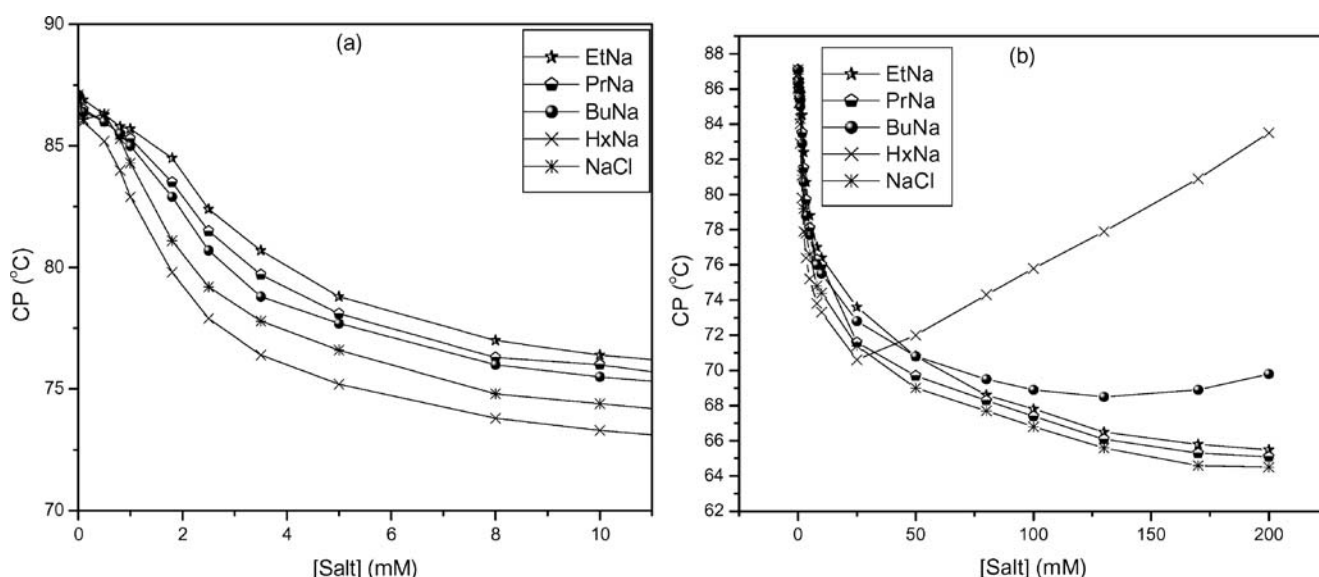 (a)
EtNa
PrNa
BuNa
HxNa
NaCl
90
85
80
75
70
CP (°C)
0 2 4 6 8 10
[Salt] (mM)
(b)
EtNa
PrNa
BuNa
HxNa
NaCl
88
86
84
82
80
78
76
74
72
70
68
66
64
62
CP (°C)
0 50 100 150 200
[Salt] (mM)